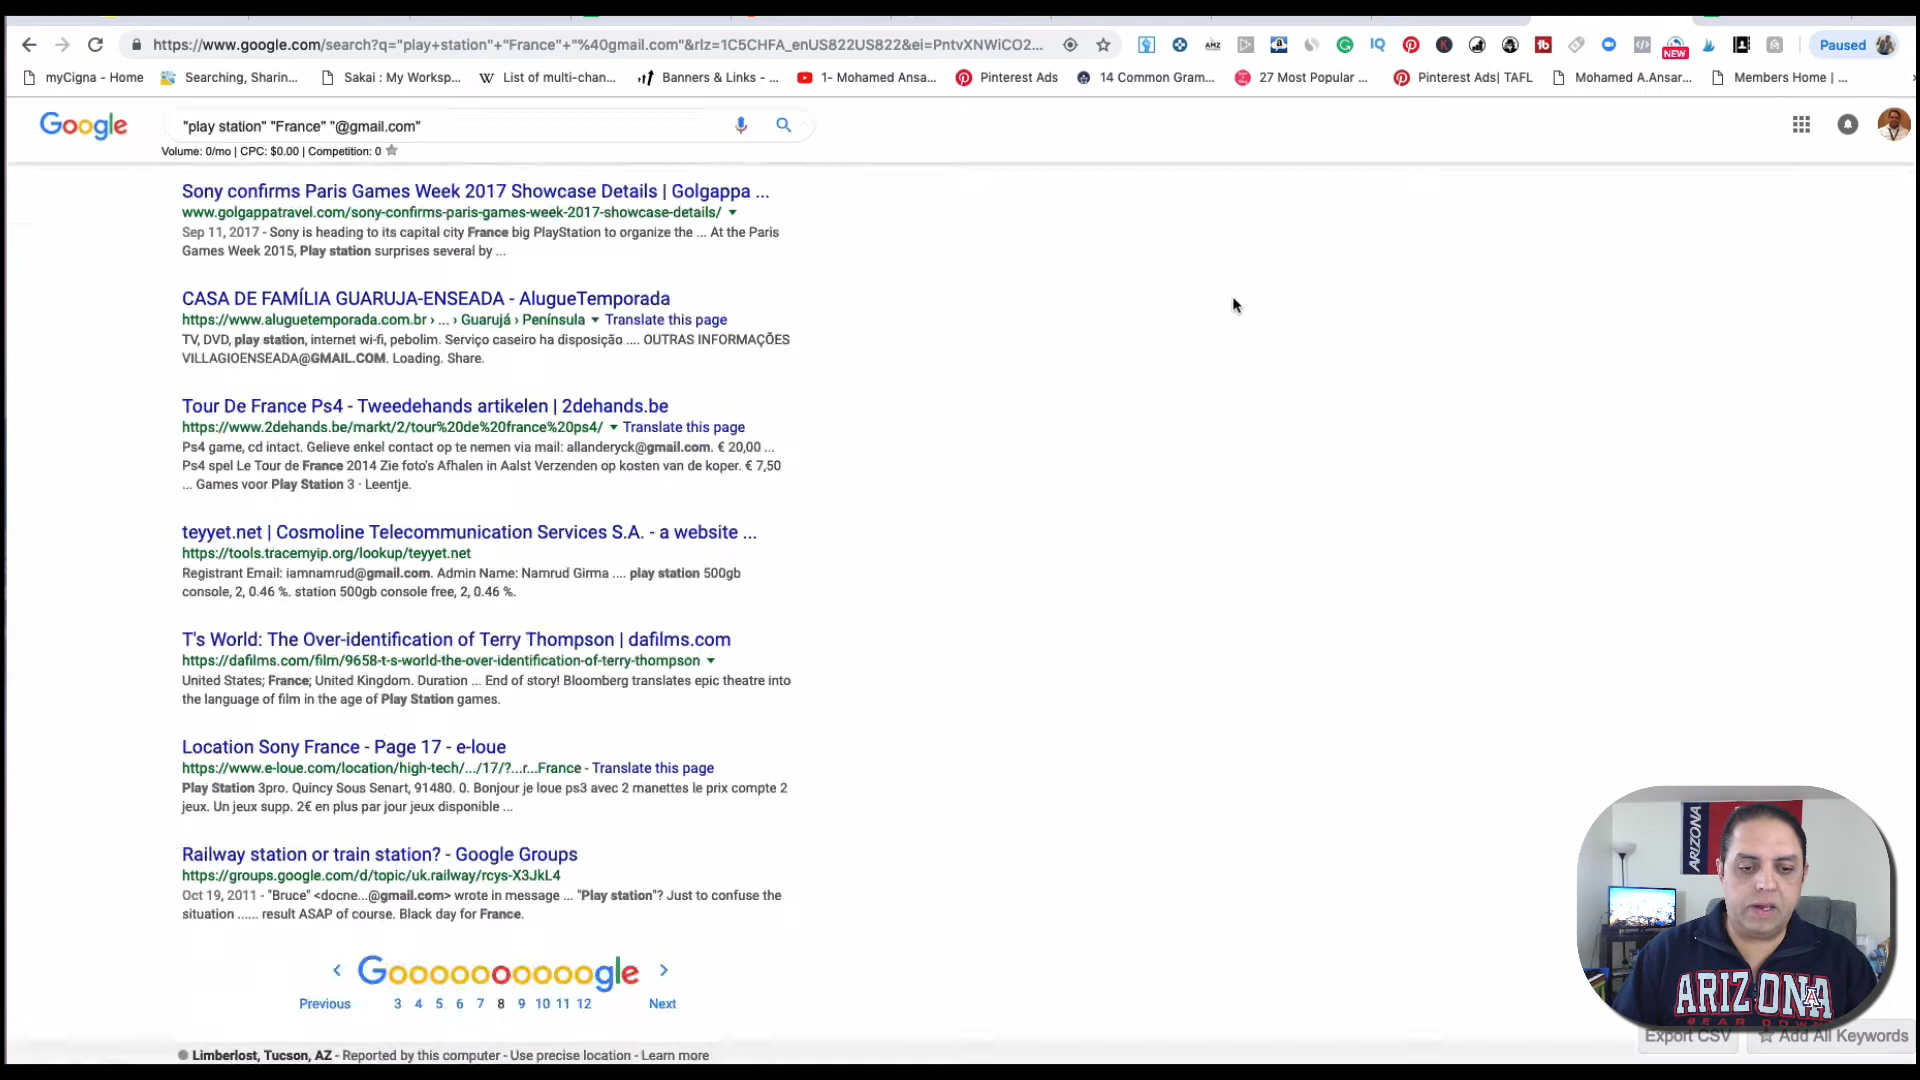 https://www.google.com/search?q="play+station"+"France"+"%40gmail.com"&rlz=1C5CHFA_enUS822US822&ei=PntvXNWiCO2...
AMZ
IQ
NEW
Paused
myCigna - Home
Searching, Sharin...
Sakai : My Worksp...
List of multi-chan...
Banners & Links - ...
1- Mohamed Ansa...
Pinterest Ads
14 Common Gram...
27 Most Popular ...
Pinterest Ads| TAFL
Mohamed A.Ansar...
Members Home | ...
Google
"play station" "France" "@gmail.com"
Volume: 0/mo | CPC: $0.00 | Competition: 0
Sony confirms Paris Games Week 2017 Showcase Details | Golgappa ...
www.golgappatravel.com/sony-confirms-paris-games-week-2017-showcase-details/
Sep 11, 2017 - Sony is heading to its capital city France big PlayStation to organize the ... At the Paris
Games Week 2015, Play station surprises several by ...
CASA DE FAMÍLIA GUARUJA-ENSEADA - AlugueTemporada
https://www.aluguetemporada.com.br › ... › Guarujá › Península Translate this page
TV, DVD, play station, internet wi-fi, pebolim. Serviço caseiro ha disposição .... OUTRAS INFORMAÇÕES
VILLAGIOENSEADA@GMAIL.COM. Loading. Share.
Tour De France Ps4 - Tweedehands artikelen | 2dehands.be
https://www.2dehands.be/markt/2/tour%20de%20france%20ps4/ Translate this page
Ps4 game, cd intact. Gelieve enkel contact op te nemen via mail: allanderyck@gmail.com. € 20,00 ...
Ps4 spel Le Tour de France 2014 Zie foto's Afhalen in Aalst Verzenden op kosten van de koper. € 7,50
... Games voor Play Station 3 · Leentje.
teyyet.net | Cosmoline Telecommunication Services S.A. - a website ...
https://tools.tracemyip.org/lookup/teyyet.net
Registrant Email: iamnamrud@gmail.com. Admin Name: Namrud Girma .... play station 500gb
console, 2, 0.46 %. station 500gb console free, 2, 0.46 %.
T's World: The Over-identification of Terry Thompson | dafilms.com
https://dafilms.com/film/9658-t-s-world-the-over-identification-of-terry-thompson
United States; France; United Kingdom. Duration ... End of story! Bloomberg translates epic theatre into
the language of film in the age of Play Station games.
Location Sony France - Page 17 - e-loue
https://www.e-loue.com/location/high-tech/.../17/?...r...France - Translate this page
Play Station 3pro. Quincy Sous Senart, 91480. 0. Bonjour je loue ps3 avec 2 manettes le prix compte 2
jeux. Un jeux supp. 2€ en plus par jour jeux disponible ...
Railway station or train station? - Google Groups
https://groups.google.com/d/topic/uk.railway/rcys-X3JkL4
Oct 19, 2011 - "Bruce" <docne...@gmail.com> wrote in message ... "Play station"? Just to confuse the
situation ...... result ASAP of course. Black day for France.
Goooooooooogle
Previous 3 4 5 6 7 8 9 10 11 12 Next
Limberlost, Tucson, AZ - Reported by this computer - Use precise location - Learn more
ARIZONA
ARIZONA
BEAR DOWN
Export CSV
Add All Keywords